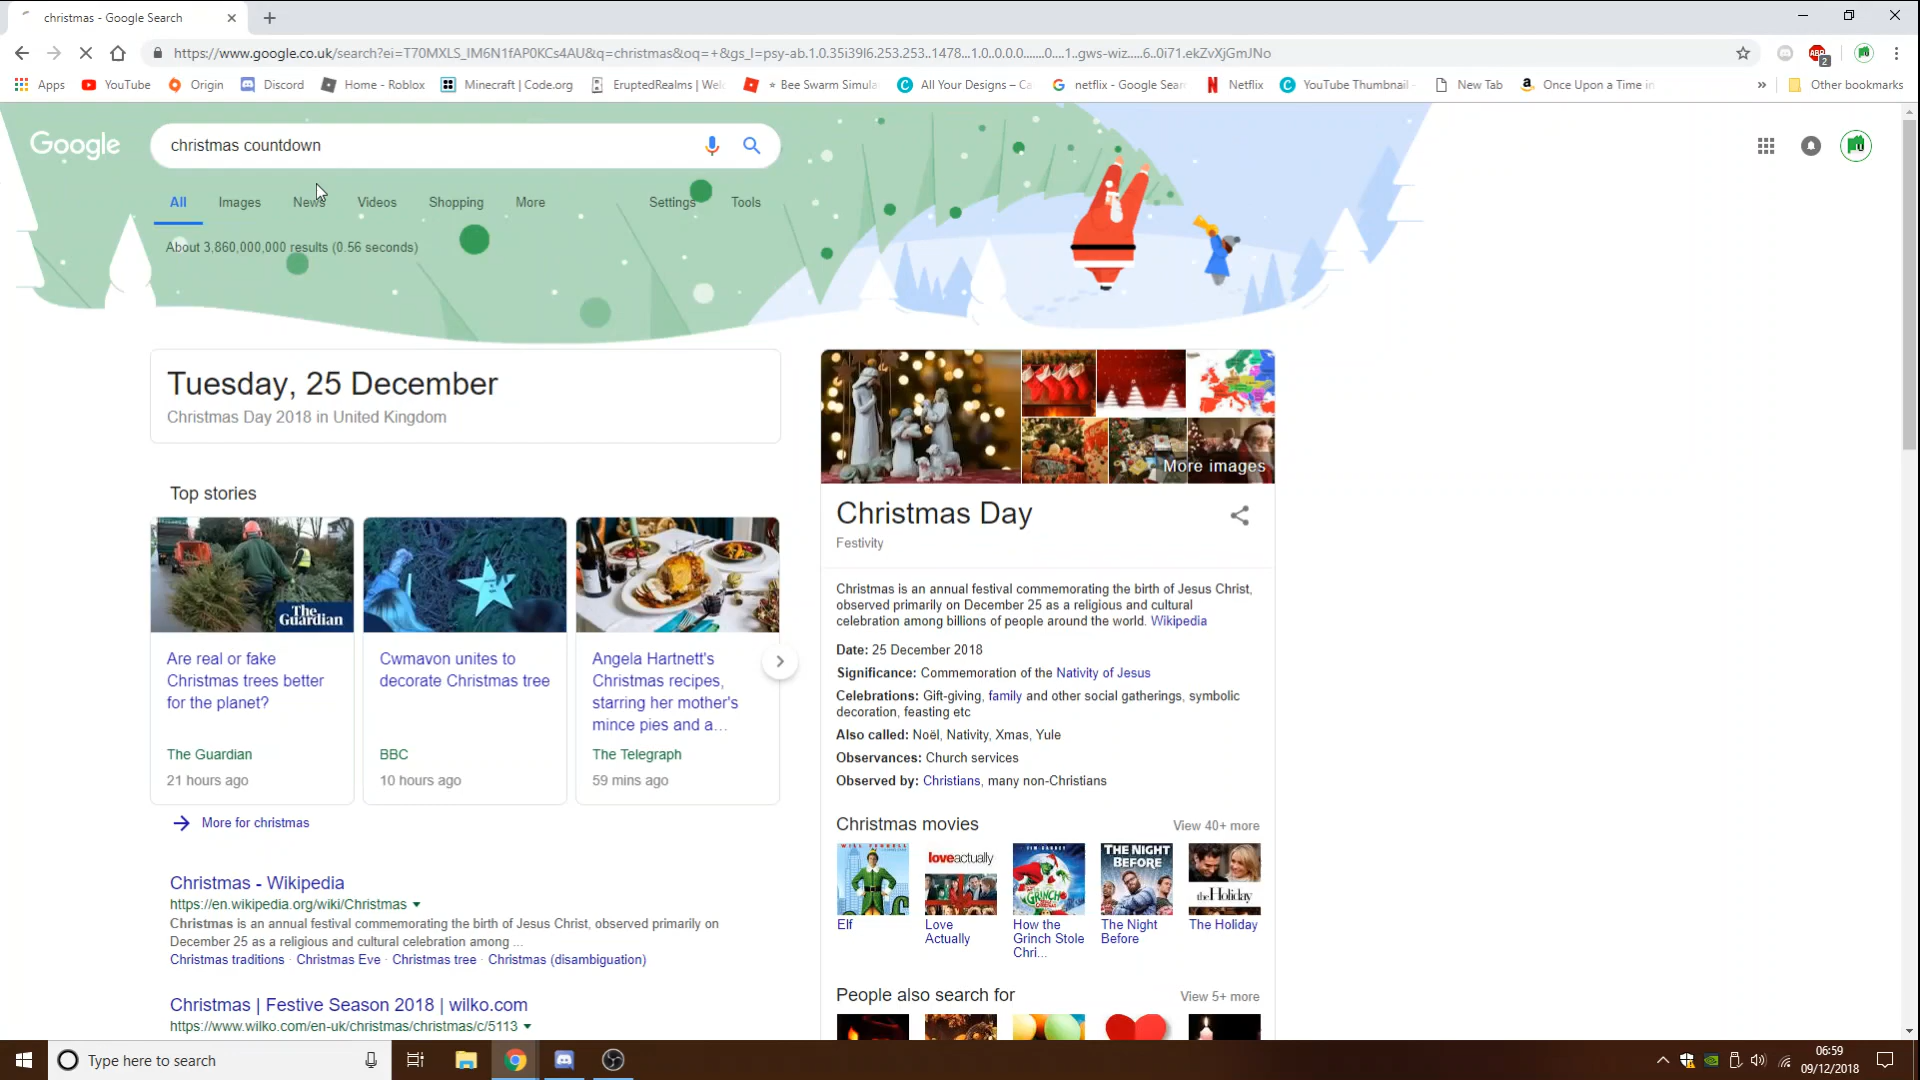 christmas - Google Search
https://www.google.co.uk/search?ei=T70MXLS_IM6N1fAP0KCs4AU&q=christmas&oq=+&gs_l=psy-ab.1.0.35i39l6.253.253..1478...1.0..0.0.0.......0....1..gws-wiz.....6..0i71.ekZvXjGmJNo
ABP
2
Apps
YouTube
Origin
Discord
Home - Roblox
Minecraft | Code.org
EruptedRealms | Wel
Bee Swarm Simula
All Your Designs – Ca
netflix - Google Sear
Netflix
YouTube Thumbnail -
New Tab
Once Upon a Time in
»
Other bookmarks
Google
christmas countdown
All
Images
News
Videos
Shopping
More
Settings
Tools
About 3,860,000,000 results (0.56 seconds)
Tuesday, 25 December
Christmas Day 2018 in United Kingdom
Top stories
The Guardian
Are real or fake
Christmas trees better
for the planet?
The Guardian
21 hours ago
Cwmavon unites to
decorate Christmas tree
BBC
10 hours ago
Angela Hartnett's
Christmas recipes,
starring her mother's
mince pies and a...
The Telegraph
59 mins ago
More for christmas
Christmas - Wikipedia
https://en.wikipedia.org/wiki/Christmas
Christmas is an annual festival commemorating the birth of Jesus Christ, observed primarily on
December 25 as a religious and cultural celebration among ...
Christmas traditions · Christmas Eve · Christmas tree · Christmas (disambiguation)
Christmas | Festive Season 2018 | wilko.com
https://www.wilko.com/en-uk/christmas/christmas/c/5113
More images
Christmas Day
Festivity
Christmas is an annual festival commemorating the birth of Jesus Christ,
observed primarily on December 25 as a religious and cultural
celebration among billions of people around the world. Wikipedia
Date: 25 December 2018
Significance: Commemoration of the Nativity of Jesus
Celebrations: Gift-giving, family and other social gatherings, symbolic
decoration, feasting etc
Also called: Noël, Nativity, Xmas, Yule
Observances: Church services
Observed by: Christians, many non-Christians
Christmas movies
View 40+ more
WILL FERRELL
loveactually
JIM CARREY
GRINCH
THE NIGHT
BEFORE
the Holiday
Elf
Love
Actually
How the
Grinch Stole
Chri...
The Night
Before
The Holiday
People also search for
View 5+ more
Type here to search
06:59
09/12/2018